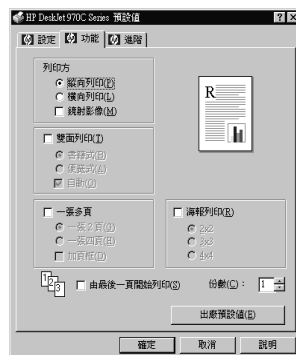 HP DeskJet 970C Series 預設值
設定 功能 進階
列印方
縱向列印(P)
橫向列印(L)
鏡射影像(M)
R
雙面列印(T)
書籍式(B)
便箋式(A)
自動(O)
一張多頁
一張2頁(G)
一張四頁(H)
加頁框(D)
海報列印(R)
2x2
3x3
4x4
1 2 3
由最後一頁開始列印(S)
份數(C): 1
出廠預設值(E)
確定 取消 說明